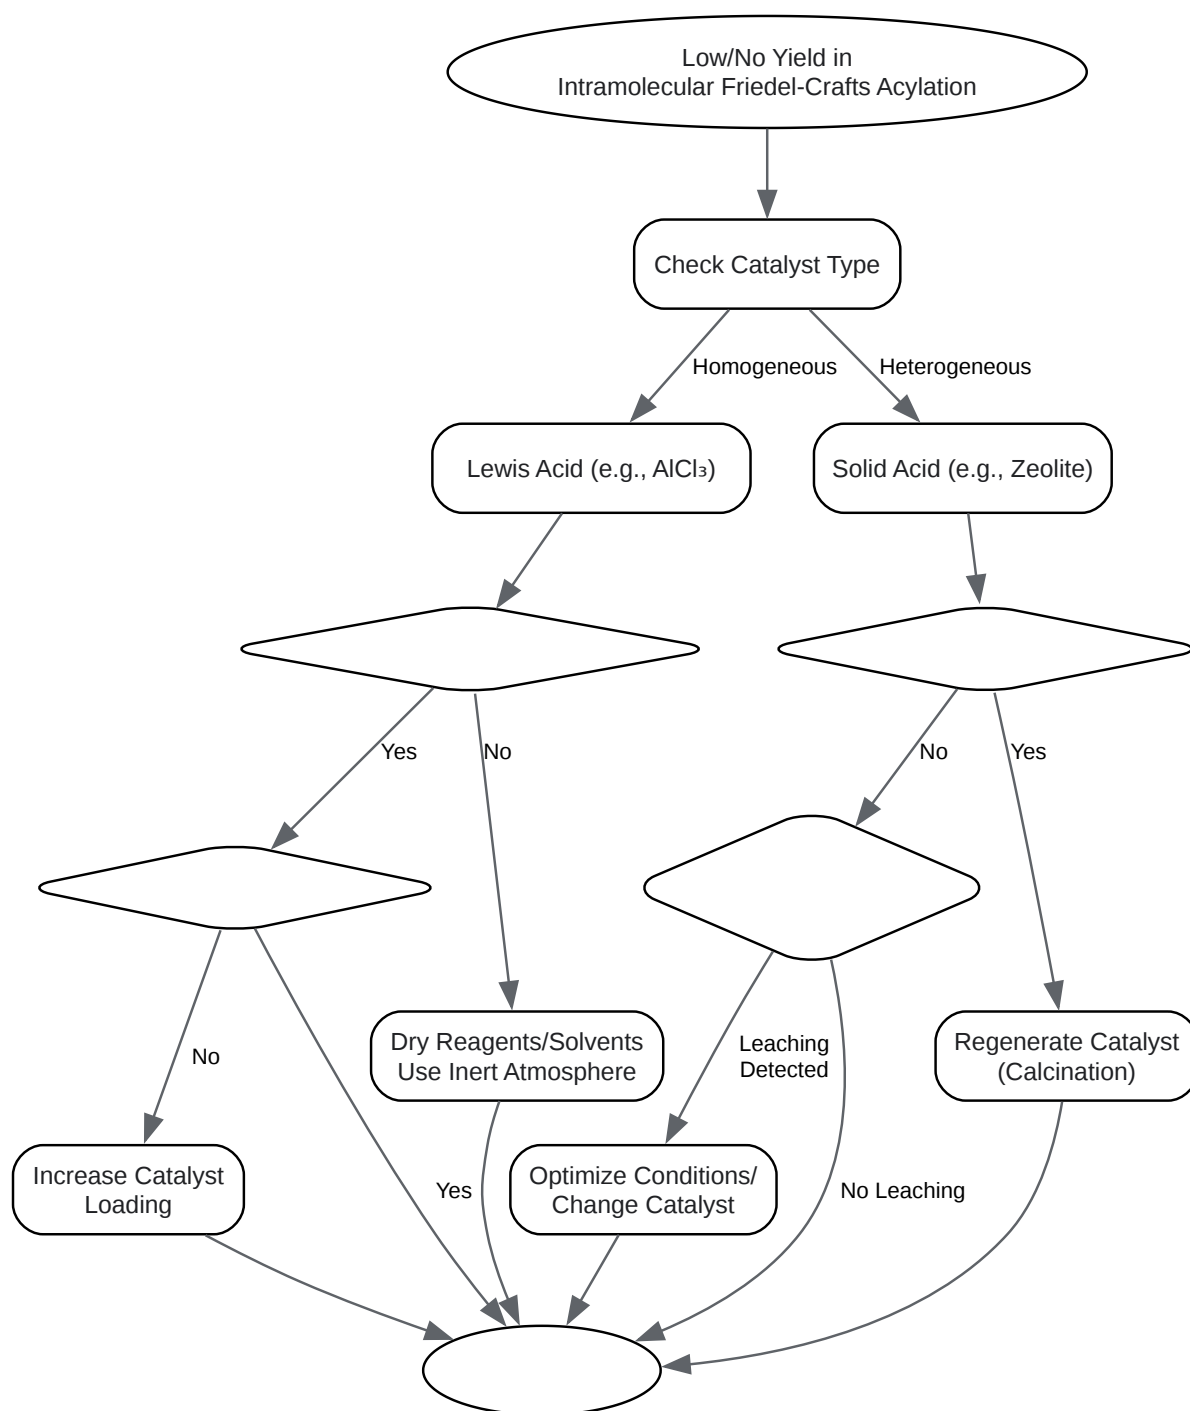 Low/No Yield in
Intramolecular Friedel-Crafts Acylation
Check Catalyst Type
Homogeneous
Heterogeneous
Lewis Acid (e.g., AlCl₃)
Solid Acid (e.g., Zeolite)
Yes
No
No
Yes
Dry Reagents/Solvents
Use Inert Atmosphere
Leaching
Detected
Regenerate Catalyst
(Calcination)
No
Increase Catalyst
Loading
Yes
Optimize Conditions/
Change Catalyst
No Leaching